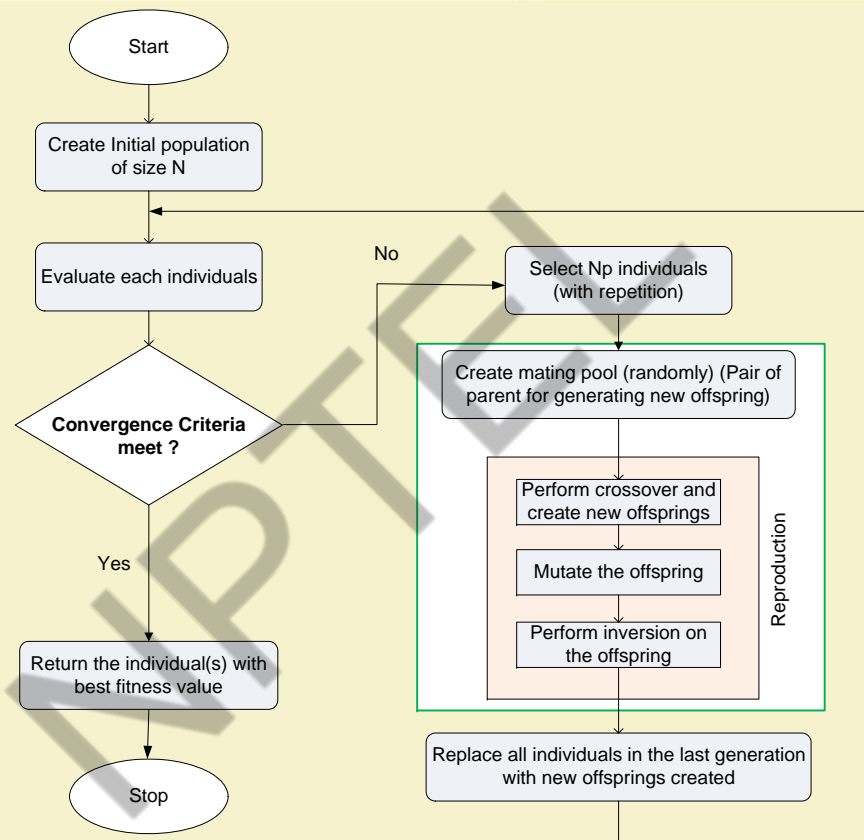 Start
Create Initial population
of size N
Evaluate each individuals
Convergence Criteria
meet ?
No
Yes
Return the individual(s) with
best fitness value
Stop
Select Np individuals
(with repetition)
Create mating pool (randomly) (Pair of
parent for generating new offspring)
Perform crossover and
create new offsprings
Mutate the offspring
Perform inversion on
the offspring
Reproduction
Replace all individuals in the last generation
with new offsprings created
NPTEL